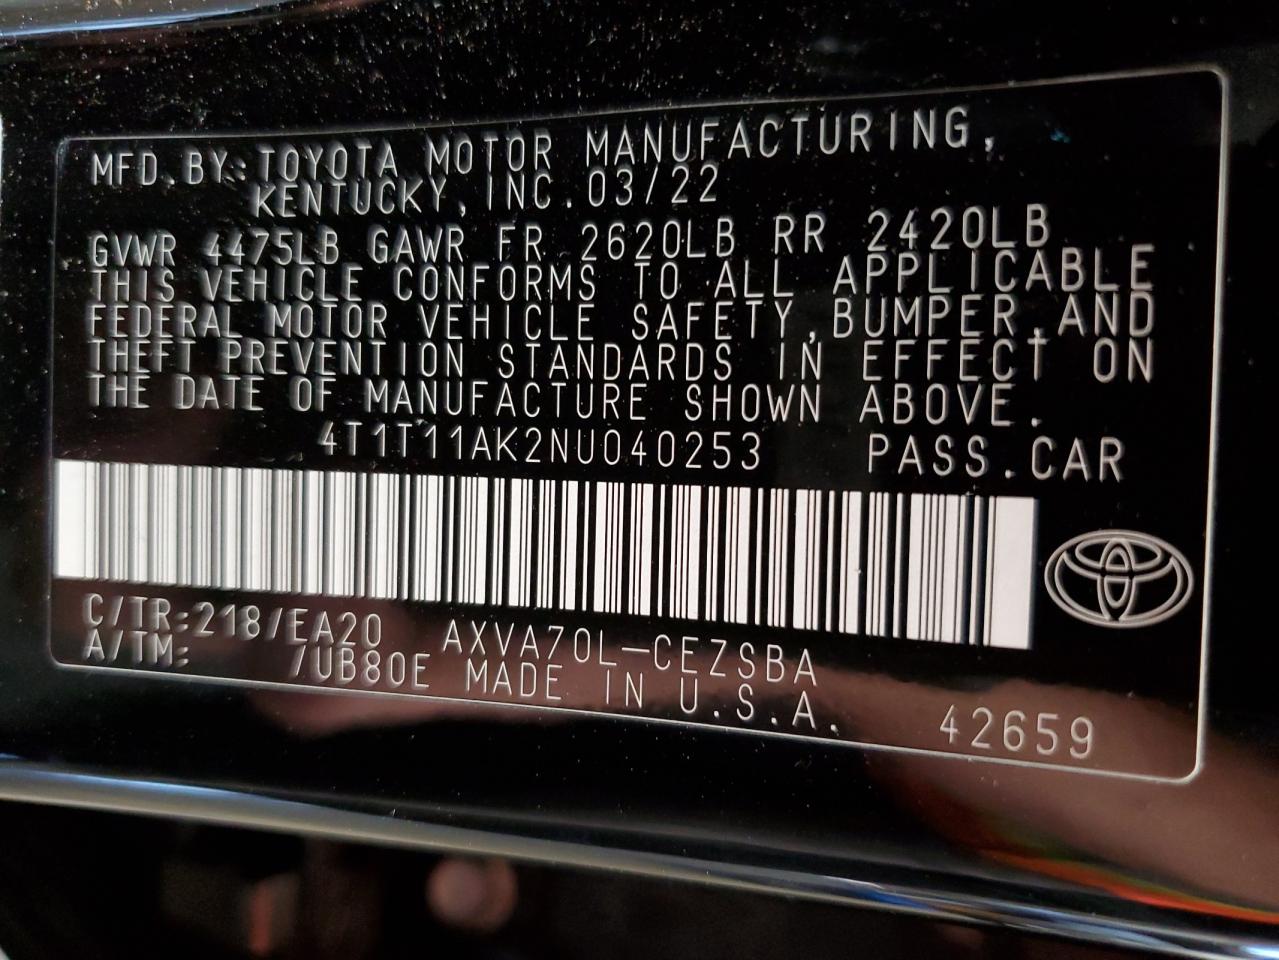 MFD.BY:TOYOTA MOTOR MANUFACTURING,
KENTUCKY,INC.03/22
GVWR 4475LB GAWR FR 2620LB RR 2420LB
THIS VEHICLE CONFORMS TO ALL APPLICABLE
FEDERAL MOTOR VEHICLE SAFETY,BUMPER,AND
THEFT PREVENTION STANDARDS IN EFFECT ON
THE DATE OF MANUFACTURE SHOWN ABOVE.
4T1T11AK2NU040253 PASS.CAR
C/TR:218/EA20 AXVA70L-CEZSBA
A/TM: /UB80E MADE IN U.S.A.
42659